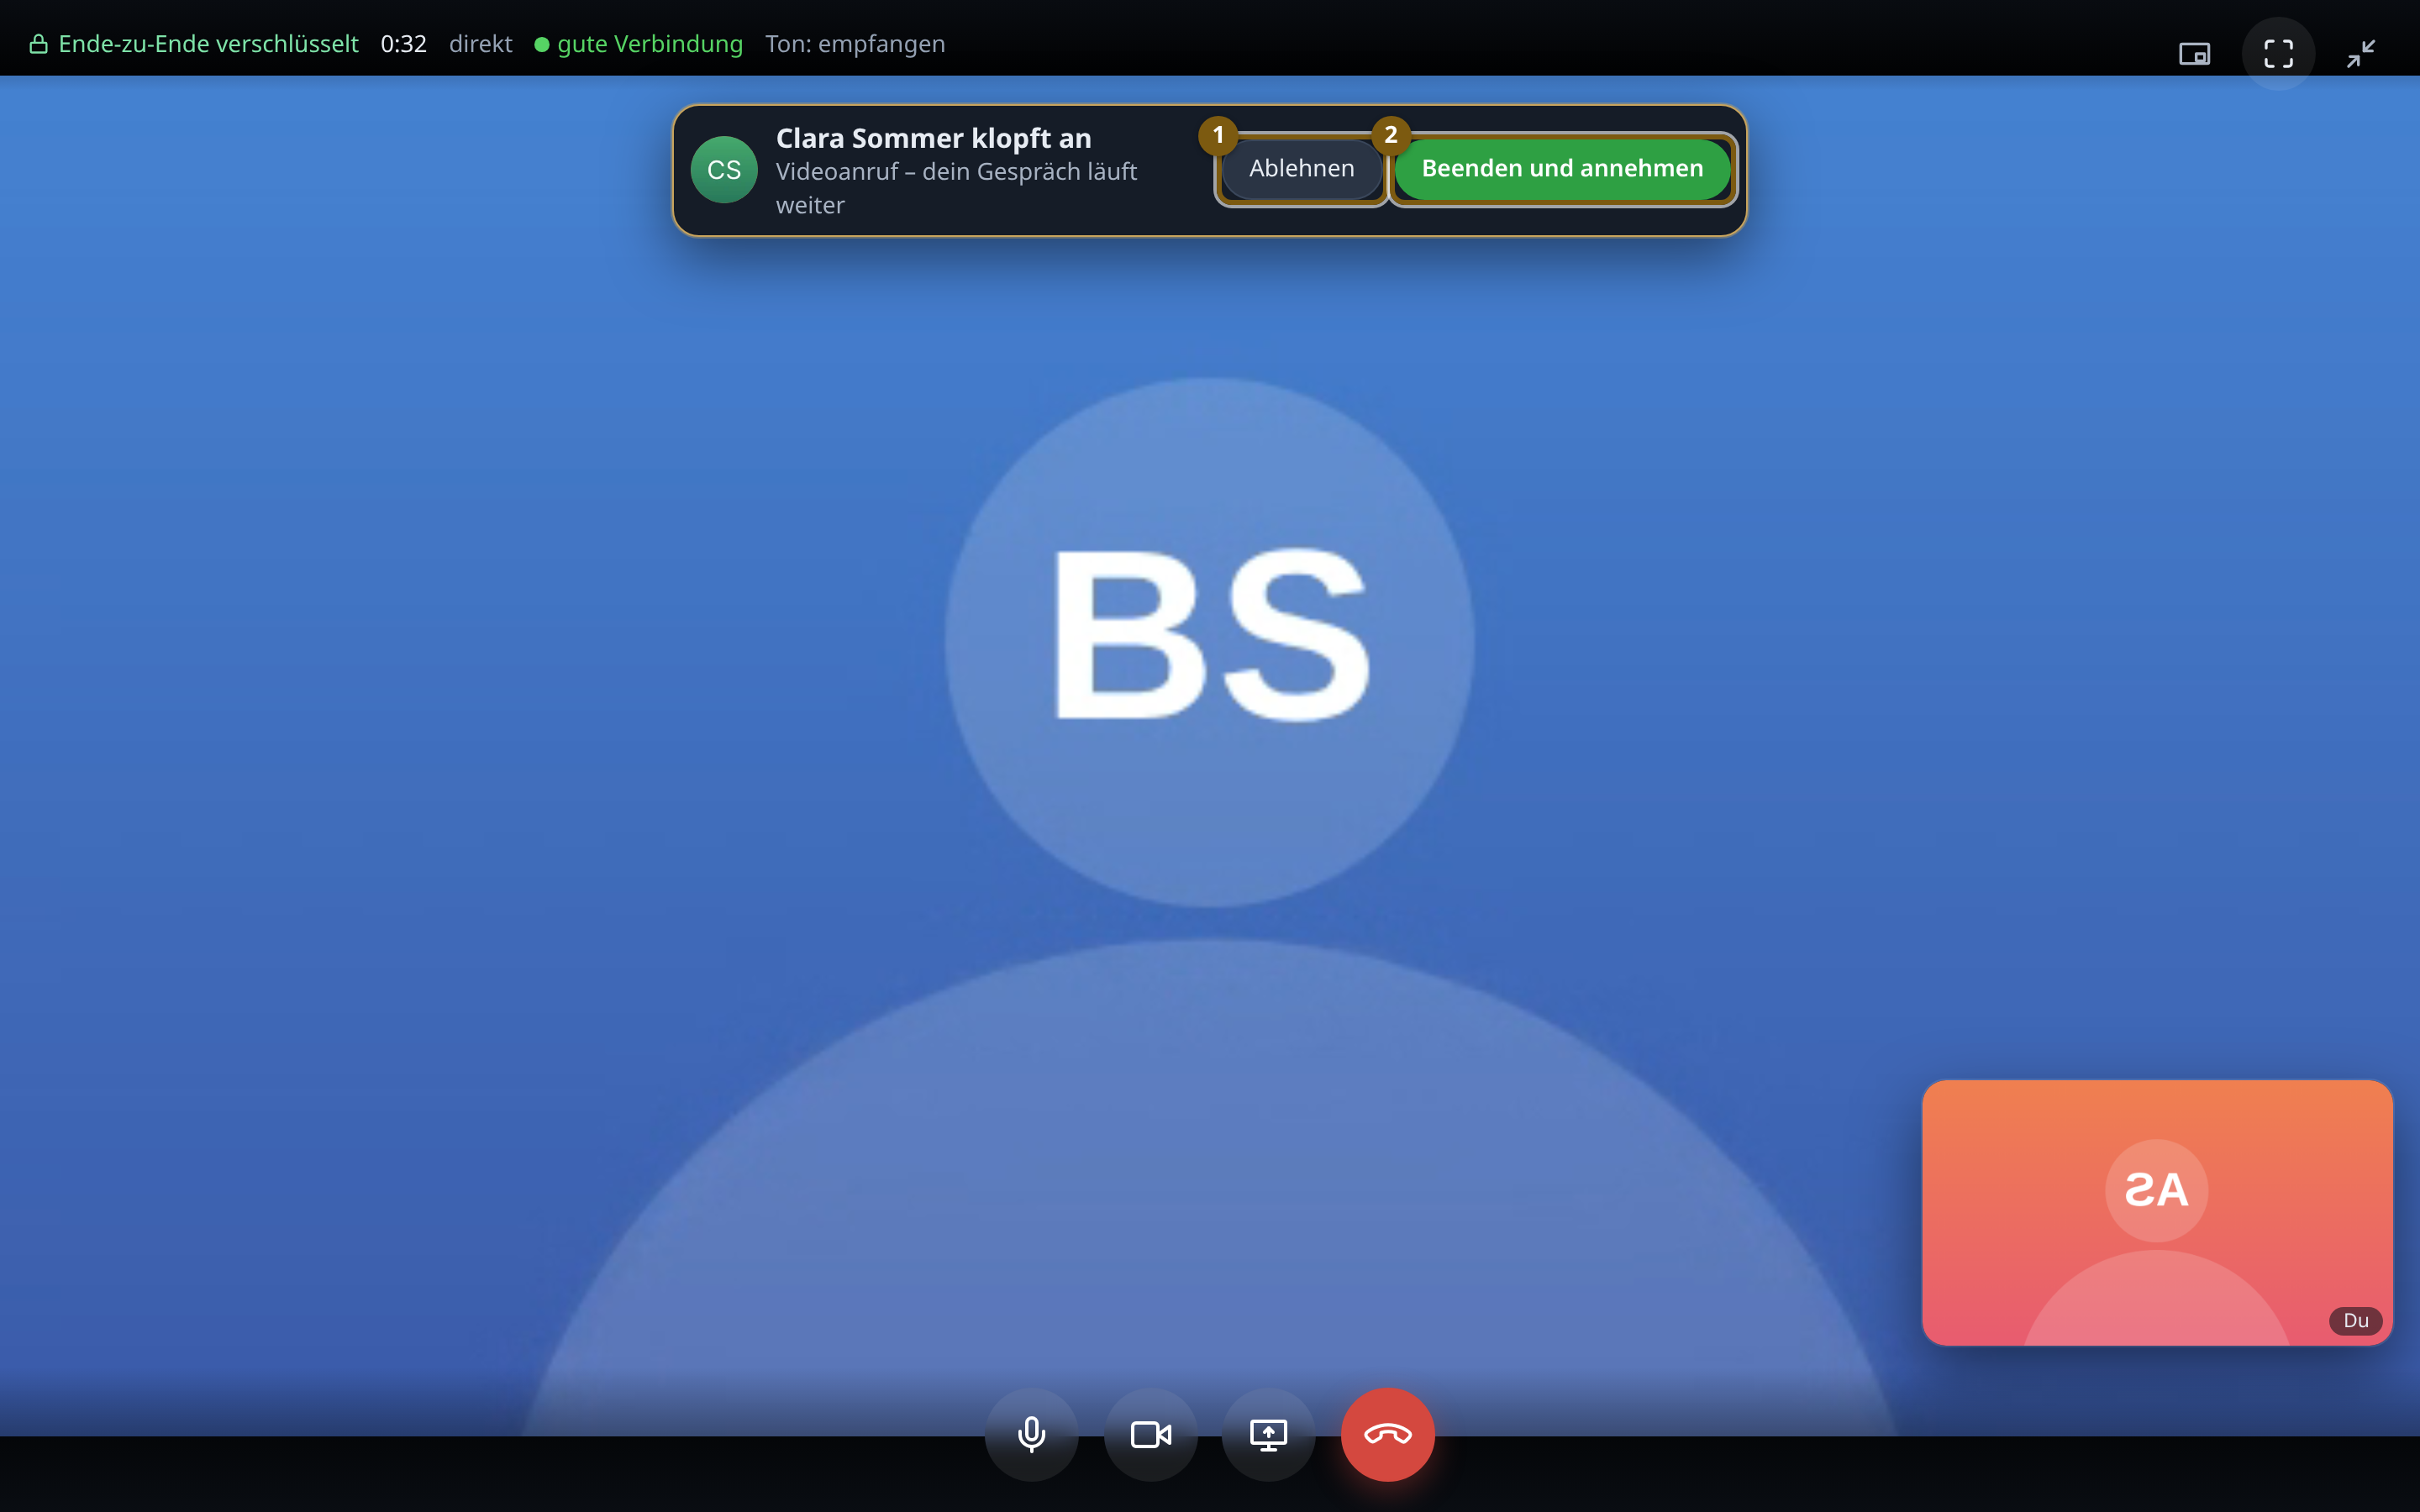 Ende-zu-Ende verschlüsselt 0:32 direkt gute Verbindung Ton: empfangen
CS
Clara Sommer klopft an
Videoanruf – dein Gespräch läuft
weiter
1
Ablehnen
2
Beenden und annehmen
BS
AS
Du